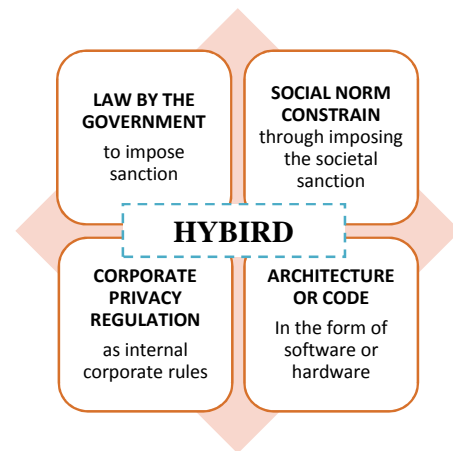 LAW BY THE
GOVERNMENT
to impose
sanction
SOCIAL NORM
CONSTRAIN
through imposing
the societal
sanction
HYBIRD
CORPORATE
PRIVACY
REGULATION
as internal
corporate rules
ARCHITECTURE
OR CODE
In the form of
software or
hardware